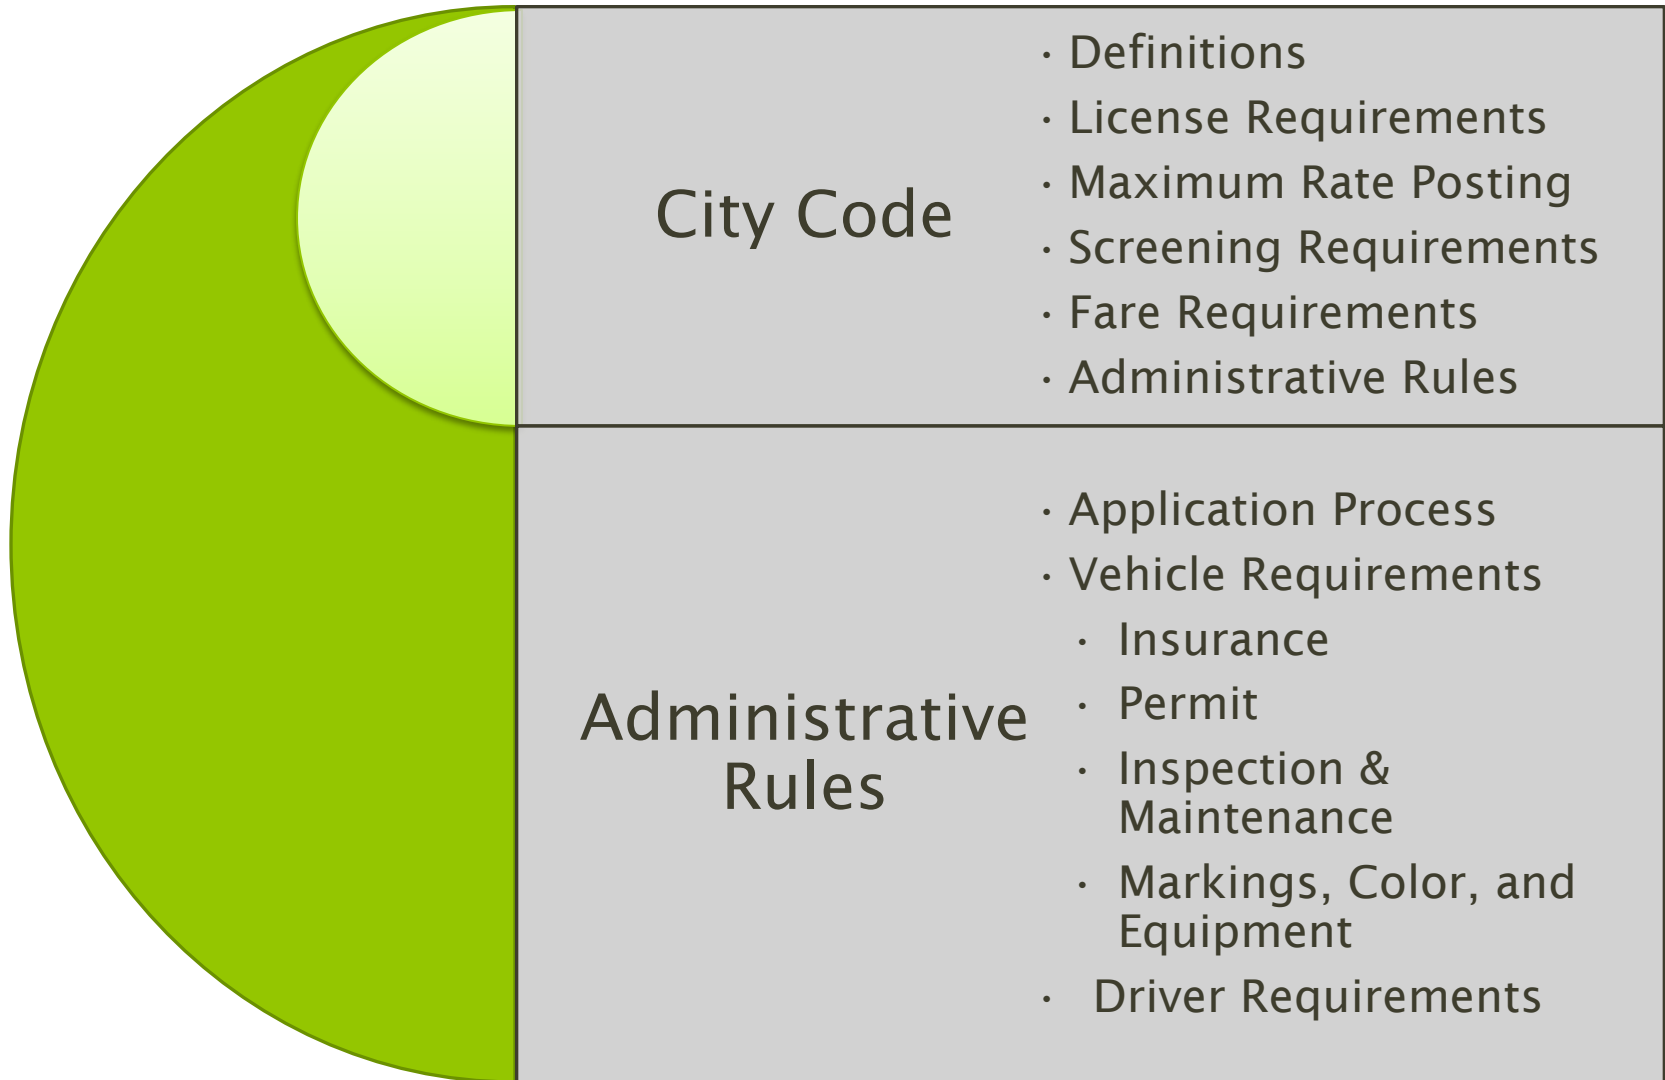 City Code
· Definitions
· License Requirements
· Maximum Rate Posting
· Screening Requirements
· Fare Requirements
· Administrative Rules
Administrative
Rules
· Application Process
· Vehicle Requirements
· Insurance
· Permit
· Inspection &
Maintenance
· Markings, Color, and
Equipment
· Driver Requirements